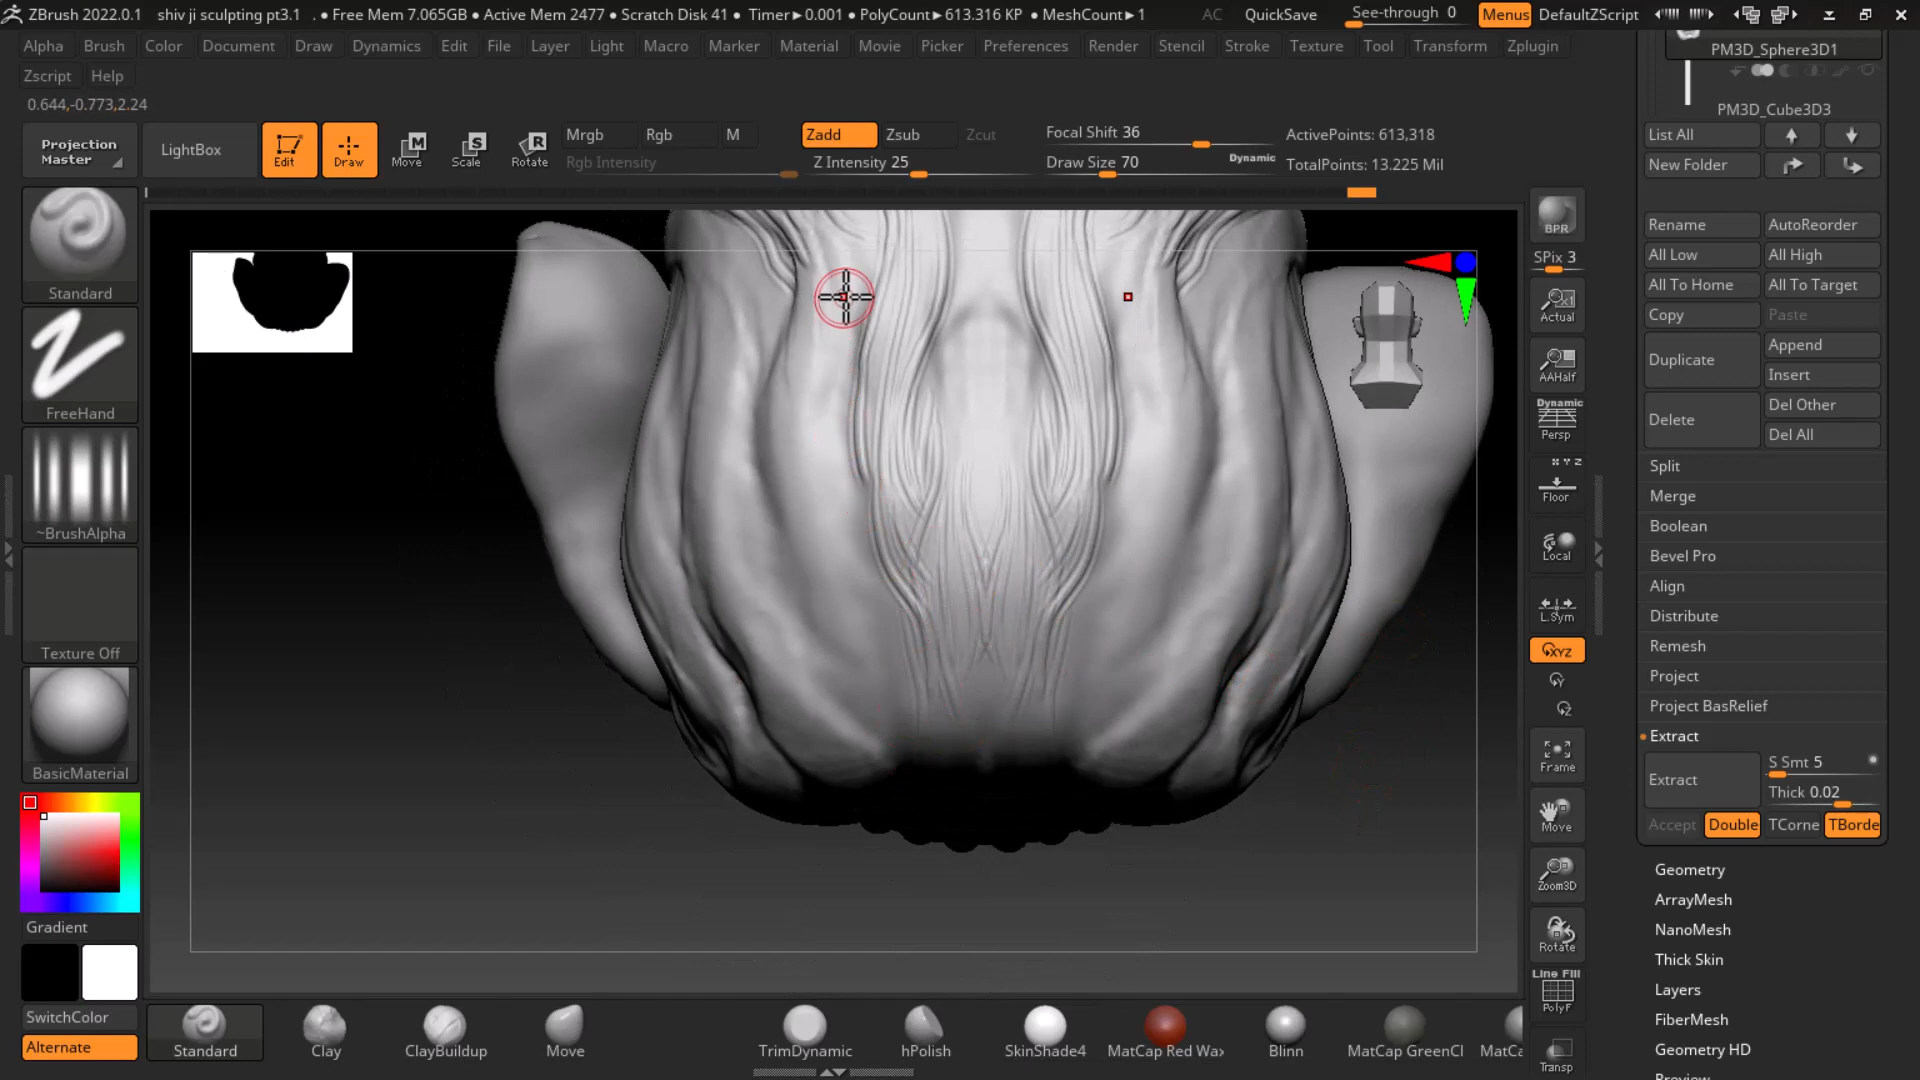 ZBrush 2022.0.1 shiv ji sculpting pt3.1 . • Free Mem 7.065GB • Active Mem 2477 • Scratch Disk 41 • Timer►0.001 • PolyCount►613.316 KP • MeshCount►1 AC QuickSave See-through 0 Menus DefaultZScript
Alpha Brush Color Document Draw Dynamics Edit File Layer Light Macro Marker Material Movie Picker Preferences Render Stencil Stroke Texture Tool Transform Zplugin
Zscript Help
0.644,-0.773,2.24
Projection Master
LightBox
Edit
Draw
Move
Scale
Rotate
Mrgb Rgb M
Rgb Intensity
Zadd Zsub Zcut
Z Intensity 25
Focal Shift 36
Draw Size 70
Dynamic
ActivePoints: 613,318
TotalPoints: 13.225 Mil
Standard
FreeHand
~BrushAlpha
Texture Off
BasicMaterial
Gradient
SwitchColor
Alternate
Standard Clay ClayBuildup Move TrimDynamic hPolish SkinShade4 MatCap Red Wax Blinn MatCap GreenCl MatCa
BPR
SPix 3
Actual
AAHalf
Dynamic
Persp
X Y Z
Floor
Local
L.Sym
XYZ
Y
Z
Frame
Move
Zoom3D
Rotate
Line Fill
PolyF
Transp
PM3D_Sphere3D1
PM3D_Cube3D3
List All
New Folder
Rename AutoReorder
All Low All High
All To Home All To Target
Copy Paste
Duplicate
Append
Insert
Delete
Del Other
Del All
Split
Merge
Boolean
Bevel Pro
Align
Distribute
Remesh
Project
Project BasRelief
Extract
Extract
S Smt 5
Thick 0.02
Accept Double TCorne TBorde
Geometry
ArrayMesh
NanoMesh
Thick Skin
Layers
FiberMesh
Geometry HD
Preview